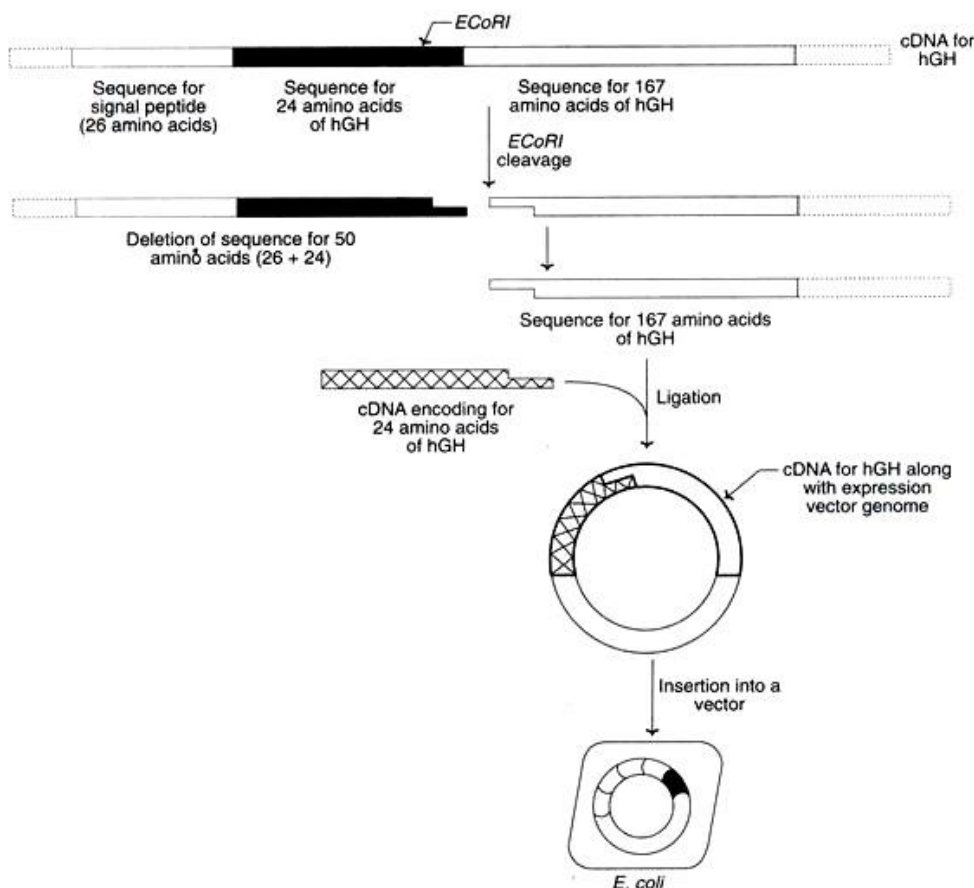 ECoRI
cDNA for
hGH
Sequence for
signal peptide
(26 amino acids)
Sequence for
24 amino acids
of hGH
Sequence for 167
amino acids of hGH
ECoRI
cleavage
Deletion of sequence for 50
amino acids (26 + 24)
Sequence for 167 amino acids
of hGH
cDNA encoding for
24 amino acids
of hGH
Ligation
cDNA for hGH along
with expression
vector genome
Insertion into a
vector
E. coli